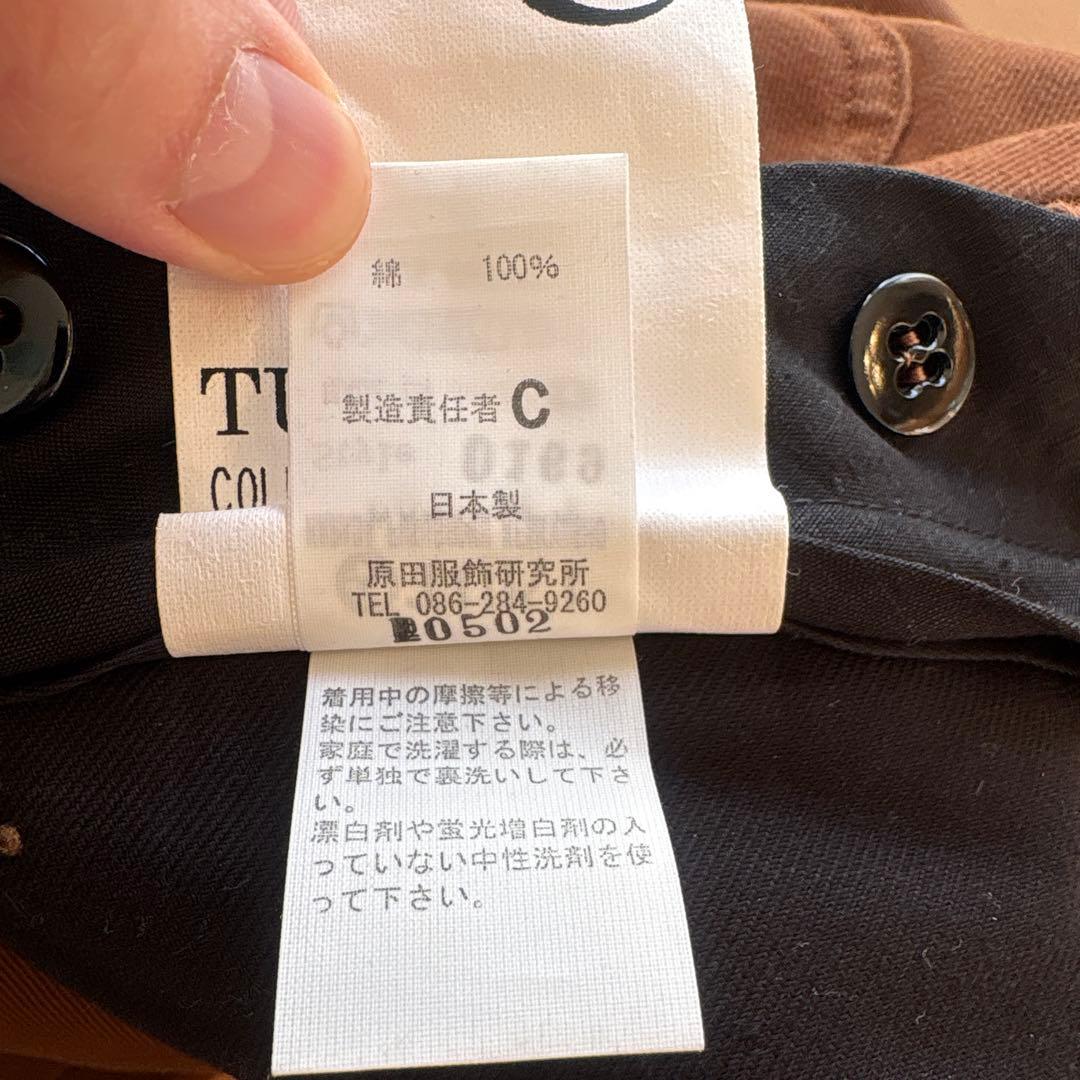 綿 100%
製造責任者 C
日本製
原田服飾研究所
TEL 086-284-9260
0502
TU
COL
着用中の摩擦等による移
染にご注意下さい。
家庭で洗濯する際は、必
ず単独で裏洗いして下さ
い。
漂白剤や蛍光増白剤の入
っていない中性洗剤を使
って下さい。